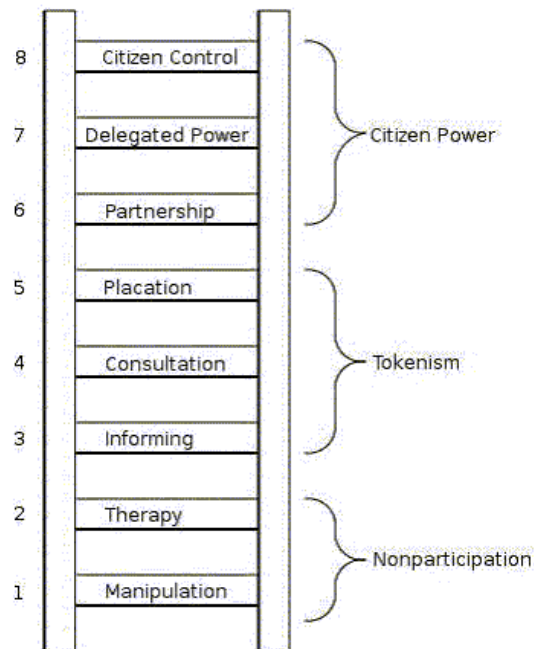 8 Citizen Control
7 Delegated Power Citizen Power
6 Partnership
5 Placation
4 Consultation Tokenism
3 Informing
2 Therapy
Nonparticipation
1 Manipulation